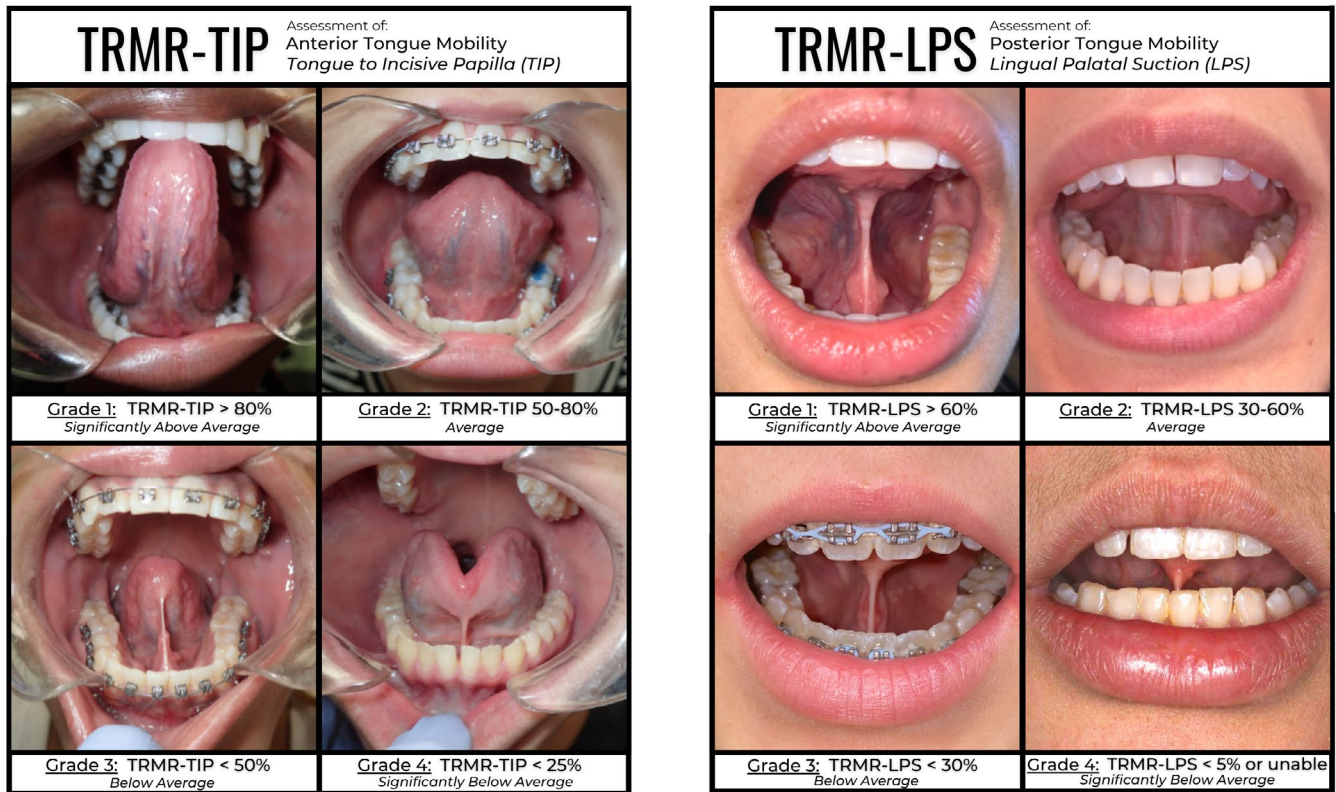 TRMR-TIP
Assessment of:
Anterior Tongue Mobility
Tongue to Incisive Papilla (TIP)
Grade 1: TRMR-TIP > 80%
Significantly Above Average
Grade 2: TRMR-TIP 50-80%
Average
Grade 3: TRMR-TIP < 50%
Below Average
Grade 4: TRMR-TIP < 25%
Significantly Below Average
TRMR-LPS
Assessment of:
Posterior Tongue Mobility
Lingual Palatal Suction (LPS)
Grade 1: TRMR-LPS > 60%
Significantly Above Average
Grade 2: TRMR-LPS 30-60%
Average
Grade 3: TRMR-LPS < 30%
Below Average
Grade 4: TRMR-LPS < 5% or unable
Significantly Below Average